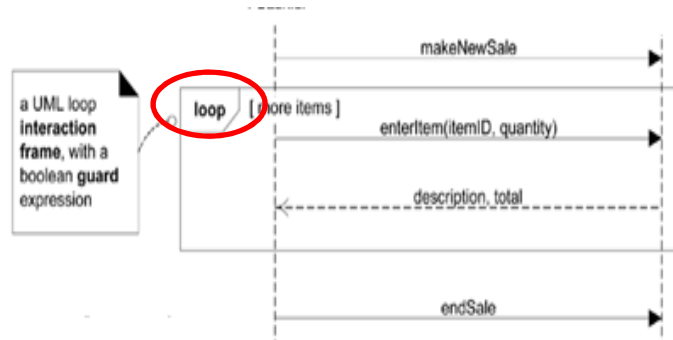 makeNewSale
a UML loop
interaction
frame, with a
boolean guard
expression
loop
[ more items ]
enterItem(itemID, quantity)
description, total
endSale